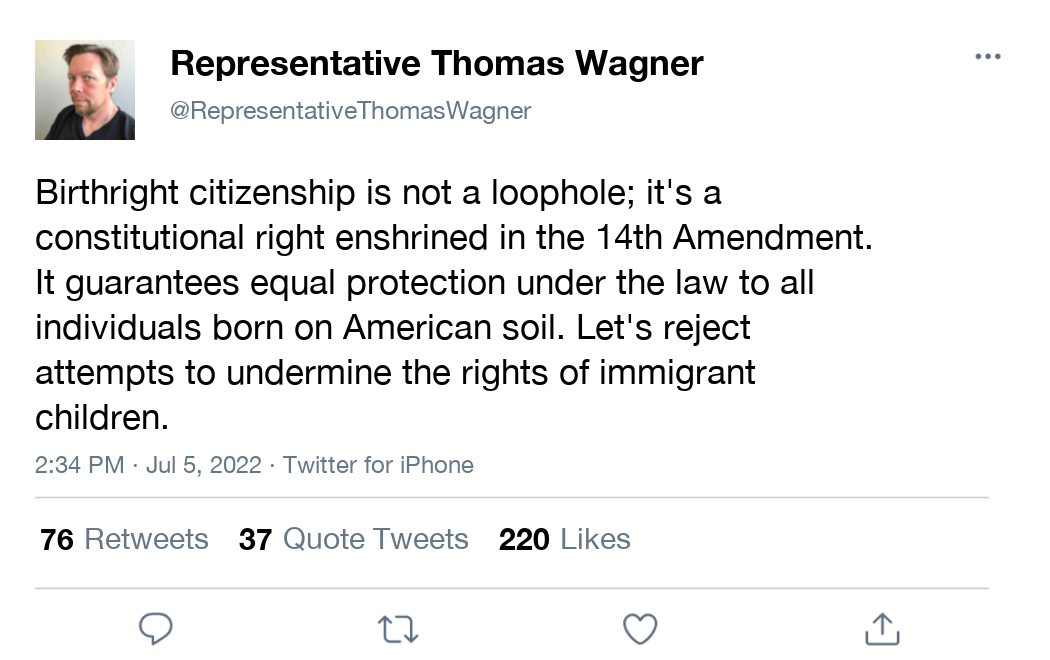 Representative Thomas Wagner
@RepresentativeThomasWagner
Birthright citizenship is not a loophole; it's a
constitutional right enshrined in the 14th Amendment.
It guarantees equal protection under the law to all
individuals born on American soil. Let's reject
attempts to undermine the rights of immigrant
children.
2:34 PM · Jul 5, 2022 · Twitter for iPhone
76 Retweets 37 Quote Tweets 220 Likes